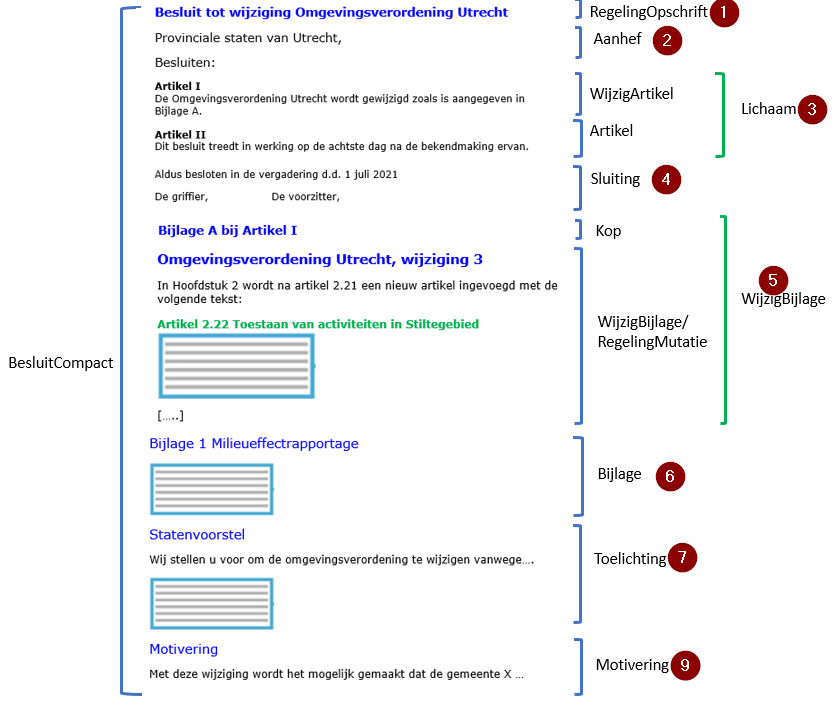 Besluit tot wijziging Omgevingsverordening Utrecht
RegelingOpschrift 1
Provinciale staten van Utrecht,
Aanhef 2
Besluiten:
Artikel I
De Omgevingsverordening Utrecht wordt gewijzigd zoals is aangegeven in
Bijlage A.
WijzigArtikel
Lichaam 3
Artikel II
Dit besluit treedt in werking op de achtste dag na de bekendmaking ervan.
Artikel
Aldus besloten in de vergadering d.d. 1 juli 2021
De griffier, De voorzitter,
Sluiting 4
Bijlage A bij Artikel I
Kop
Omgevingsverordening Utrecht, wijziging 3
In Hoofdstuk 2 wordt na artikel 2.21 een nieuw artikel ingevoegd met de
volgende tekst:
5
WijzigBijlage
Artikel 2.22 Toestaan van activiteiten in Stiltegebied
WijzigBijlage/
RegelingMutatie
BesluitCompact
[.....]
Bijlage 1 Milieueffectrapportage
Bijlage 6
Statenvoorstel
Wij stellen u voor om de omgevingsverordening te wijzigen vanwege....
Toelichting 7
Motivering
Met deze wijziging wordt het mogelijk gemaakt dat de gemeente X ...
Motivering 9